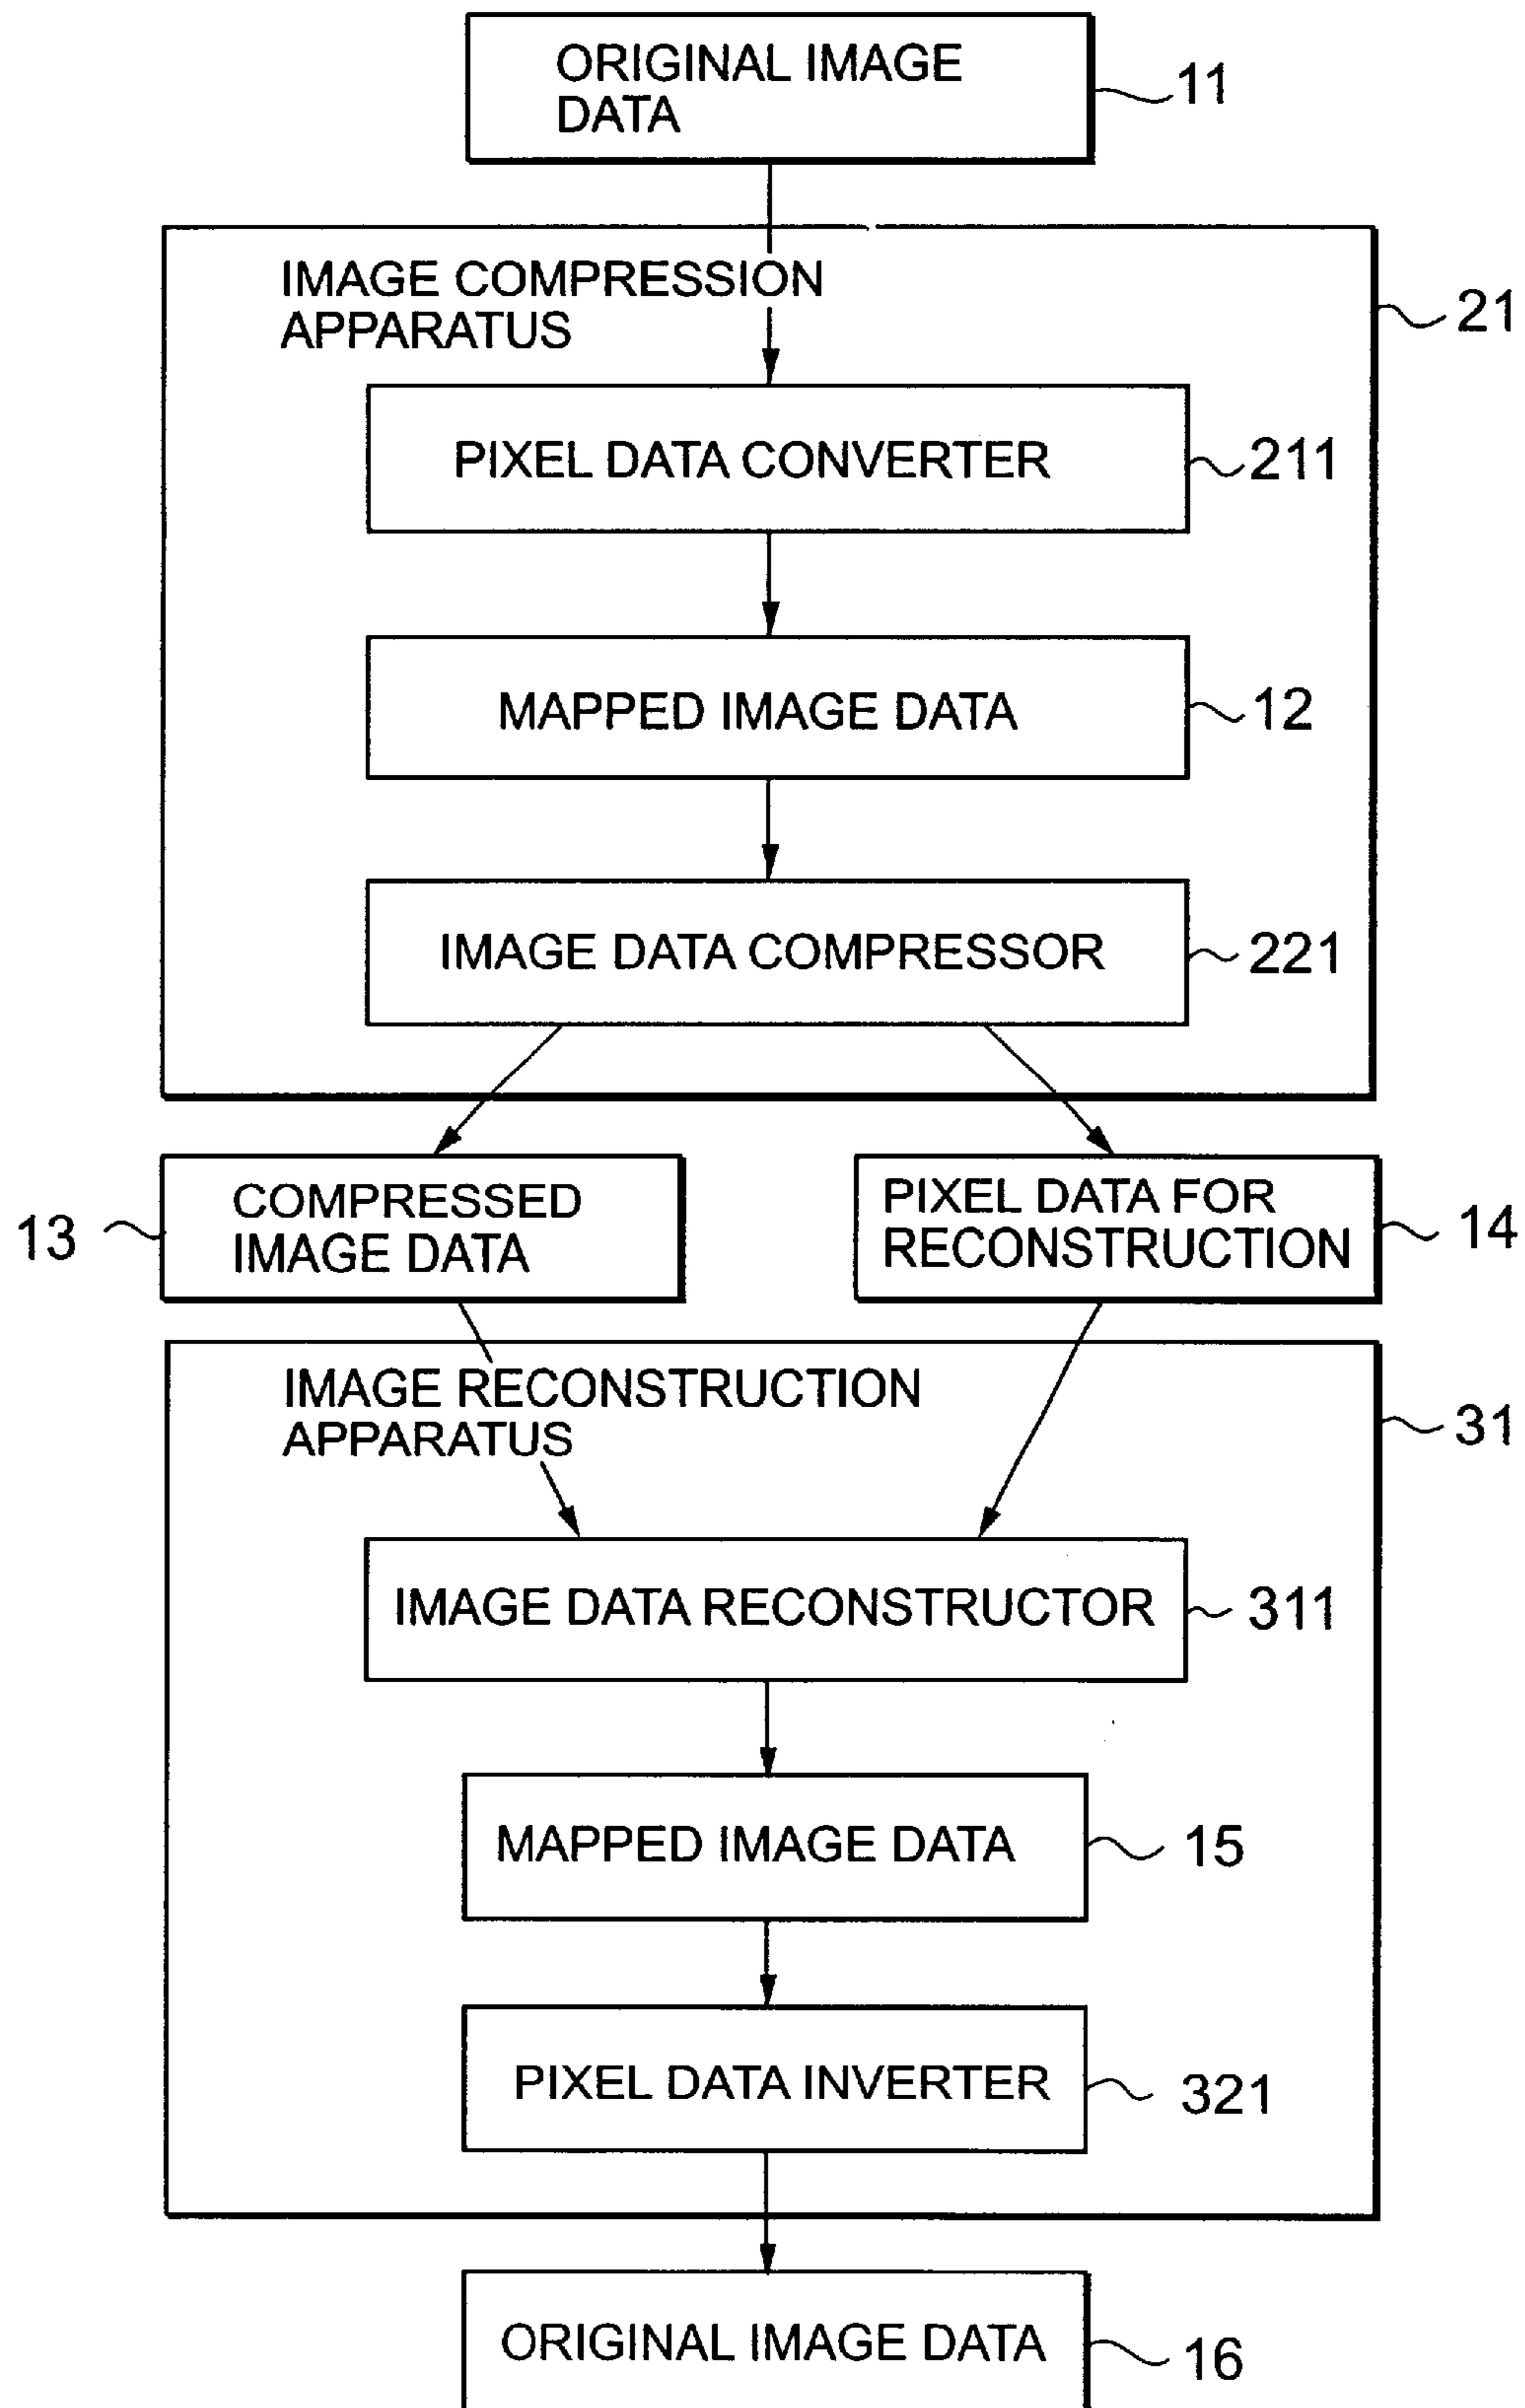 ORIGINAL IMAGE
DATA
11
IMAGE COMPRESSION
APPARATUS
21
PIXEL DATA CONVERTER
211
MAPPED IMAGE DATA
12
IMAGE DATA COMPRESSOR
221
13
COMPRESSED
IMAGE DATA
PIXEL DATA FOR
RECONSTRUCTION
14
IMAGE RECONSTRUCTION
APPARATUS
31
IMAGE DATA RECONSTRUCTOR
311
MAPPED IMAGE DATA
15
PIXEL DATA INVERTER
321
ORIGINAL IMAGE DATA
16